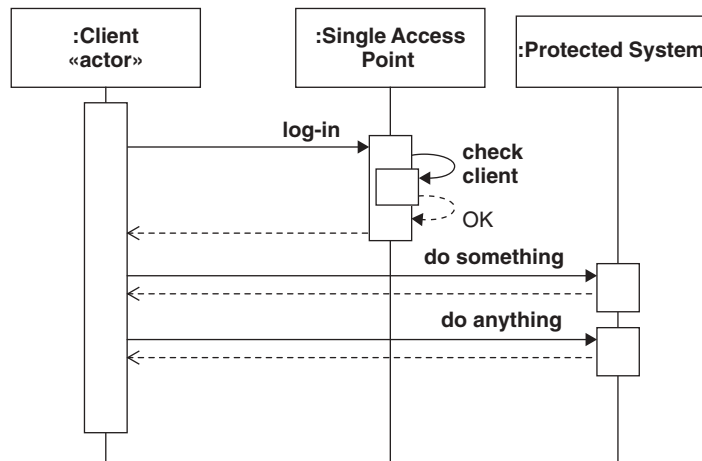 :Client
«actor»
:Single Access
Point
:Protected System
log-in
check
client
OK
do something
do anything